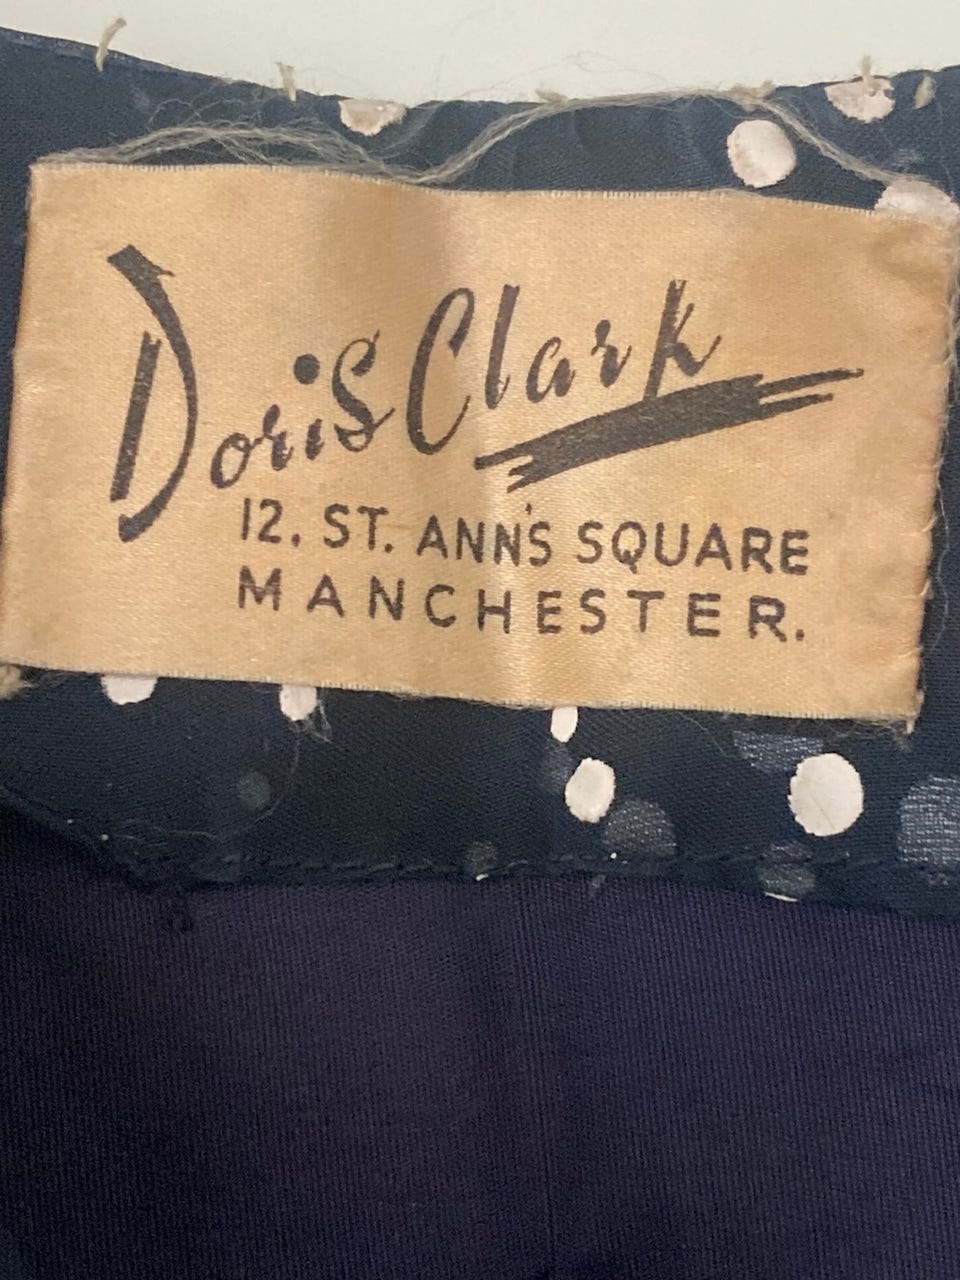 Doris Clark
12. ST. ANN'S SQUARE
MANCHESTER.